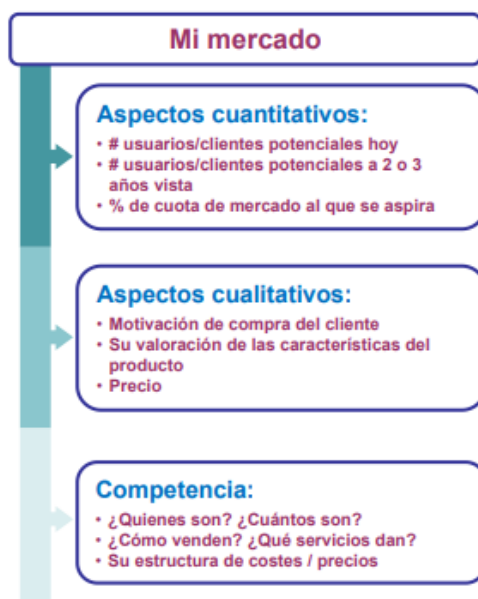 Mi mercado
Aspectos cuantitativos:
• # usuarios/clientes potenciales hoy
• # usuarios/clientes potenciales a 2 o 3
años vista
• % de cuota de mercado al que se aspira
Aspectos cualitativos:
• Motivación de compra del cliente
• Su valoración de las características del
producto
• Precio
Competencia:
• ¿Quienes son? ¿Cuántos son?
• ¿Cómo venden? ¿Qué servicios dan?
• Su estructura de costes / precios